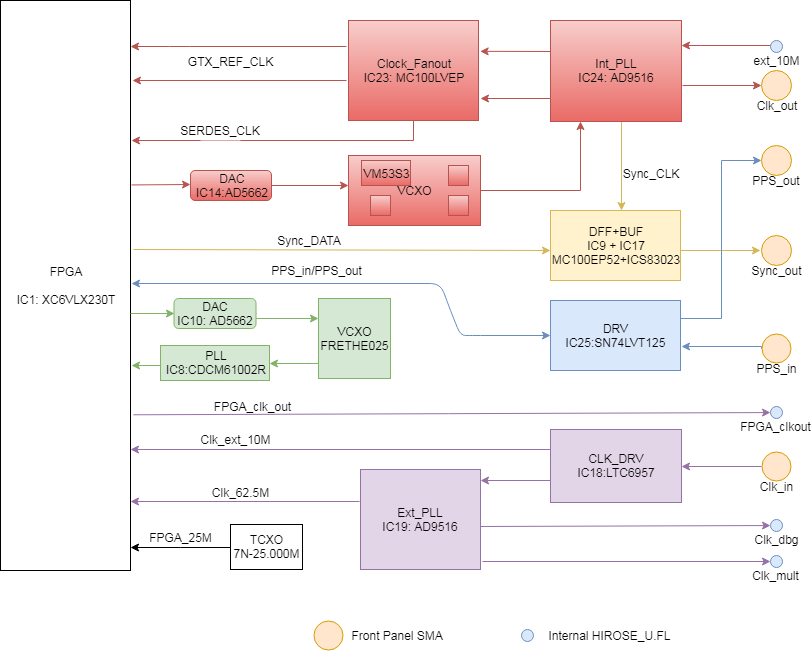 FPGA
IC1: XC6VLX230T
GTX_REF_CLK
SERDES_CLK
Clock_Fanout
IC23: MC100LVEP
Int_PLL
IC24: AD9516
ext_10M
Clk_out
DAC
IC14:AD5662
VM53S3
VCXO
Sync_CLK
PPS_out
Sync_DATA
DFF+BUF
IC9 + IC17
MC100EP52+ICS83023
Sync_out
PPS_in/PPS_out
DAC
IC10: AD5662
VCXO
FRETHE025
PLL
IC8:CDCM61002R
DRV
IC25:SN74LVT125
PPS_in
FPGA_clk_out
FPGA_clkout
Clk_ext_10M
CLK_DRV
IC18:LTC6957
Clk_in
Clk_62.5M
Ext_PLL
IC19: AD9516
Clk_dbg
FPGA_25M
TCXO
7N-25.000M
Clk_mult
Front Panel SMA
Internal HIROSE_U.FL